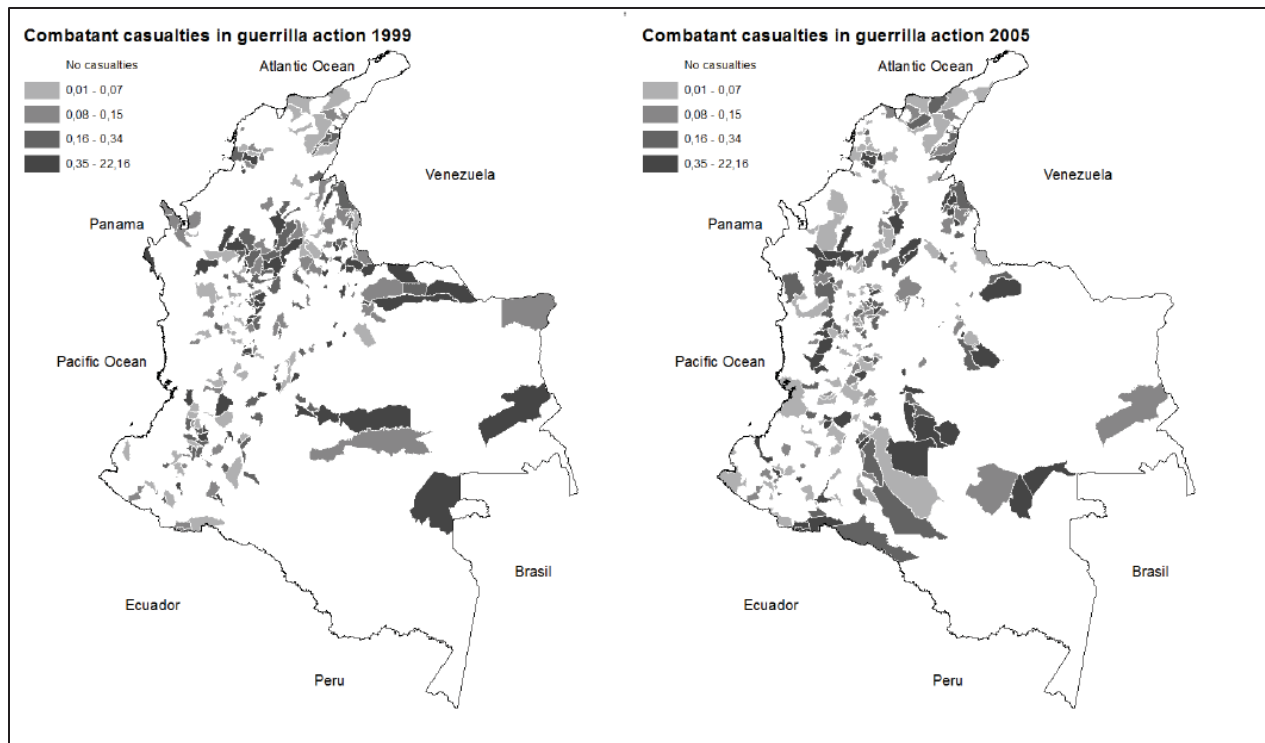 Combatant casualties in guerrilla action 1999
No casualties
0,01 - 0,07
0,08 - 0,15
0,16 - 0,34
0,35 - 22,16
Atlantic Ocean
Venezuela
Panama
Pacific Ocean
Brasil
Ecuador
Peru
Combatant casualties in guerrilla action 2005
No casualties
0,01 - 0,07
0,08 - 0,15
0,16 - 0,34
0,35 - 22,16
Atlantic Ocean
Venezuela
Panama
Pacific Ocean
Brasil
Ecuador
Peru